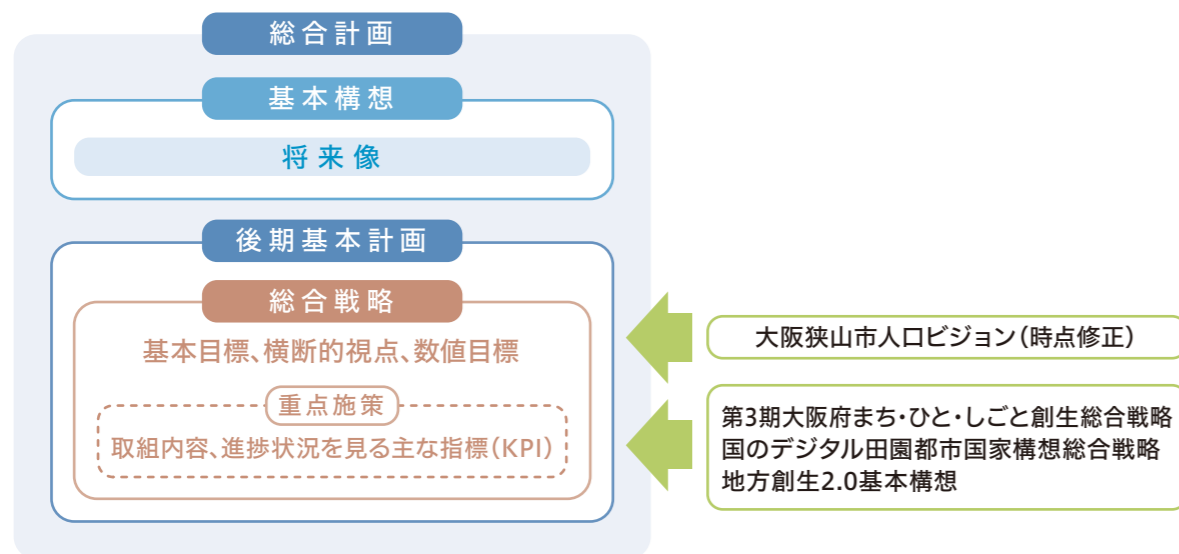 総合計画
基本構想
将来像
後期基本計画
総合戦略
基本目標、横断的視点、数値目標
重点施策
取組内容、進捗状況を見る主な指標（KPI）
大阪狭山市人口ビジョン（時点修正）
第3期大阪府まち・ひと・しごと創生総合戦略
国のデジタル田園都市国家構想総合戦略
地方創生2.0基本構想